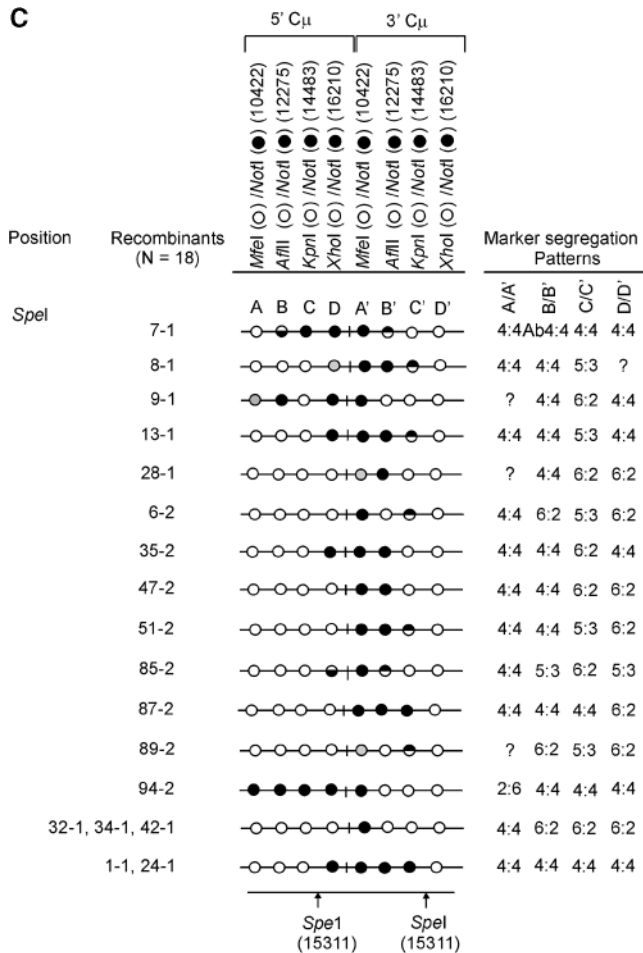 C
5' Cμ 3' Cμ
MfeI (○) /NotI (●) (10422)
AflII (○) /NotI (●) (12275)
KpnI (○) /NotI (●) (14483)
XhoI (○) /NotI (●) (16210)
MfeI (○) /NotI (●) (10422)
AflII (○) /NotI (●) (12275)
KpnI (○) /NotI (●) (14483)
XhoI (○) /NotI (●) (16210)
Position Recombinants Marker segregation
(N = 18) Patterns
A/A' B/B' C/C' D/D'
SpeI A B C D A' B' C' D'
7-1 4:4 Ab4:4 4:4 4:4
8-1 4:4 4:4 5:3 ?
9-1 ? 4:4 6:2 4:4
13-1 4:4 4:4 5:3 4:4
28-1 ? 4:4 6:2 6:2
6-2 4:4 6:2 5:3 6:2
35-2 4:4 4:4 6:2 4:4
47-2 4:4 4:4 6:2 6:2
51-2 4:4 4:4 5:3 6:2
85-2 4:4 5:3 6:2 5:3
87-2 4:4 4:4 4:4 6:2
89-2 ? 6:2 5:3 6:2
94-2 2:6 4:4 4:4 4:4
32-1, 34-1, 42-1 4:4 6:2 6:2 6:2
1-1, 24-1 4:4 4:4 4:4 4:4
Spe1 SpeI
(15311) (15311)